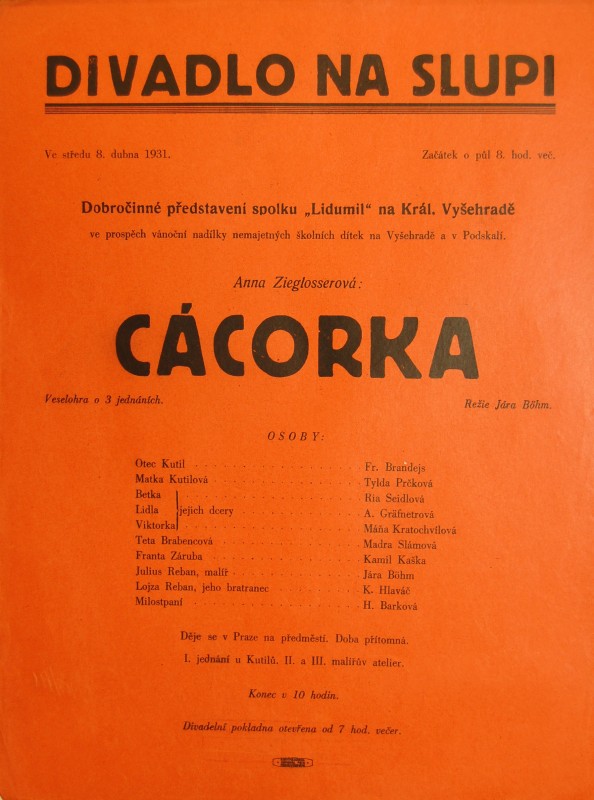 DIVADLO NA SLUPI
Ve středu 8. dubna 1931. Začátek o půl 8. hod. več.
Dobročinné představení spolku „Lidumil“ na Král. Vyšehradě
ve prospěch vánoční nadílky nemajetných školních dítek na Vyšehradě a v Podskalí.
Anna Zieglosserová:
CÁCORKA
Veselohra o 3 jednáních. Režie Jára Böhm.
OSOBY:
Otec Kutil . . . . . . . . . . . . . Fr. Brandejs
Matka Kutilová . . . . . . . . . . . Tylda Prčková
Betka . . . . . . . . . . . Ria Seidlová
Lidla jejich dcery . . . . . . . . . A. Gräfnetrová
Viktorka . . . . . . . . . . . Máňa Kratochvílová
Teta Brabencová . . . . . . . . . . . Madra Slámová
Franta Záruba . . . . . . . . . . . Kamil Kaška
Julius Reban, malíř . . . . . . . . . Jára Böhm
Lojza Reban, jeho bratranec . . . . . . K. Hlaváč
Milostpaní . . . . . . . . . . . . . H. Barková
Děje se v Praze na předměstí. Doba přítomná.
I. jednání u Kutilů. II. a III. malířův atelier.
Konec v 10 hodin.
Divadelní pokladna otevřena od 7 hod. večer.